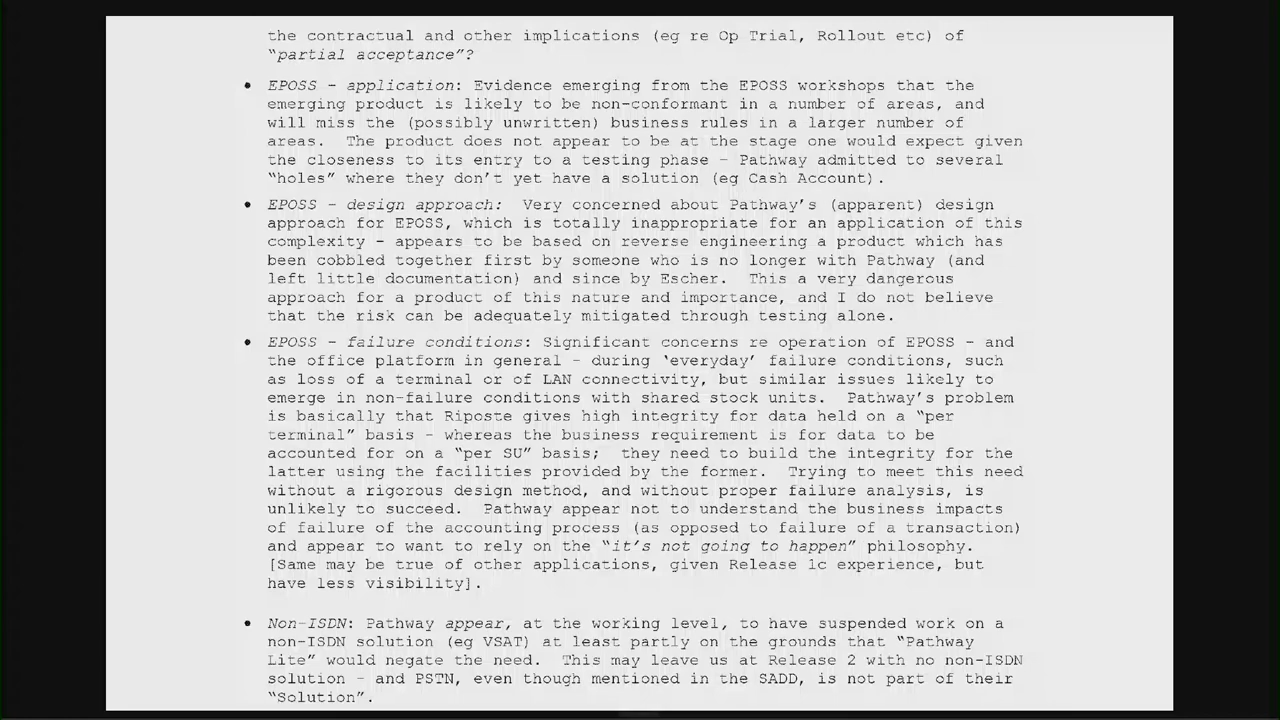 the contractual and other implications (eg re Op Trial, Rollout etc) of
“partial acceptance”?
• EPOSS – application: Evidence emerging from the EPOSS workshops that the
emerging product is likely to be non-conformant in a number of areas, and
will miss the (possibly unwritten) business rules in a larger number of
areas. The product does not appear to be at the stage one would expect given
the closeness to its entry to a testing phase – Pathway admitted to several
“holes” where they don’t yet have a solution (eg Cash Account).
• EPOSS – design approach: Very concerned about Pathway’s (apparent) design
approach for EPOSS, which is totally inappropriate for an application of this
complexity – appears to be based on reverse engineering a product which has
been cobbled together first by someone who is no longer with Pathway (and
left little documentation) and since by Escher. This a very dangerous
approach for a product of this nature and importance, and I do not believe
that the risk can be adequately mitigated through testing alone.
• EPOSS – failure conditions: Significant concerns re operation of EPOSS – and
the office platform in general – during ‘everyday’ failure conditions, such
as loss of a terminal or of LAN connectivity, but similar issues likely to
emerge in non-failure conditions with shared stock units. Pathway’s problem
is basically that Riposte gives high integrity for data held on a “per
terminal” basis – whereas the business requirement is for data to be
accounted for on a “per SU” basis; they need to build the integrity for the
latter using the facilities provided by the former. Trying to meet this need
without a rigorous design method, and without proper failure analysis, is
unlikely to succeed. Pathway appear not to understand the business impacts
of failure of the accounting process (as opposed to failure of a transaction)
and appear to want to rely on the “it’s not going to happen” philosophy.
[Same may be true of other applications, given Release 1c experience, but
have less visibility].
• Non-ISDN: Pathway appear, at the working level, to have suspended work on a
non-ISDN solution (eg VSAT) at least partly on the grounds that “Pathway
Lite” would negate the need. This may leave us at Release 2 with no non-ISDN
solution – and PSTN, even though mentioned in the SADD, is not part of their
“Solution”.